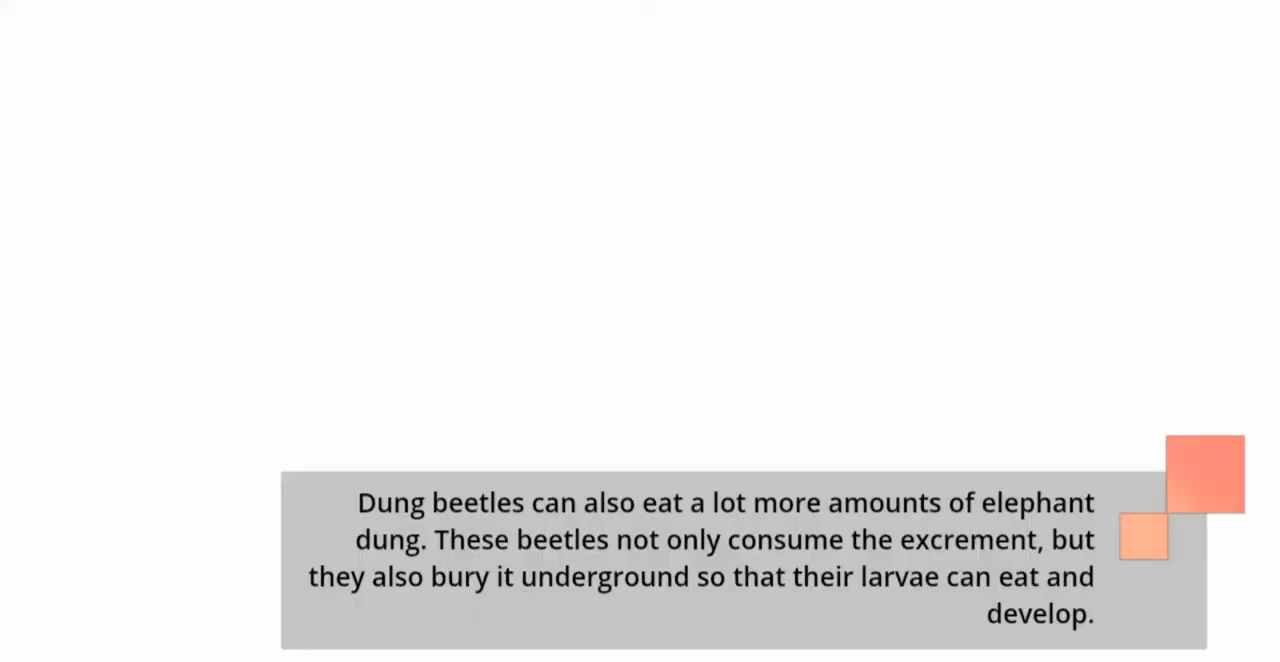 Dung beetles can also eat a lot more amounts of elephant
dung. These beetles not only consume the excrement, but
they also bury it underground so that their larvae can eat and
develop.